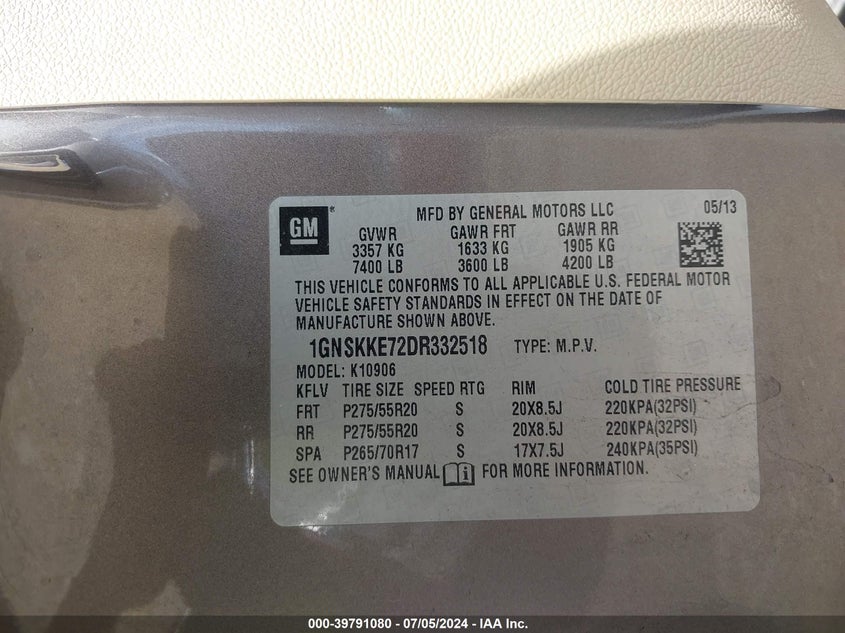 GM
MFD BY GENERAL MOTORS LLC 05/13
GVWR GAWR FRT GAWR RR
3357 KG 1633 KG 1905 KG
7400 LB 3600 LB 4200 LB
THIS VEHICLE CONFORMS TO ALL APPLICABLE U.S. FEDERAL MOTOR
VEHICLE SAFETY STANDARDS IN EFFECT ON THE DATE OF
MANUFACTURE SHOWN ABOVE.
1GNSKKE72DR332518 TYPE: M.P.V.
MODEL: K10906
KFLV TIRE SIZE SPEED RTG RIM COLD TIRE PRESSURE
FRT P275/55R20 S 20X8.5J 220KPA(32PSI)
RR P275/55R20 S 20X8.5J 220KPA(32PSI)
SPA P265/70R17 S 17X7.5J 240KPA(35PSI)
SEE OWNER'S MANUAL i FOR MORE INFORMATION.
000-39791080 - 07/05/2024 - IAA Inc.